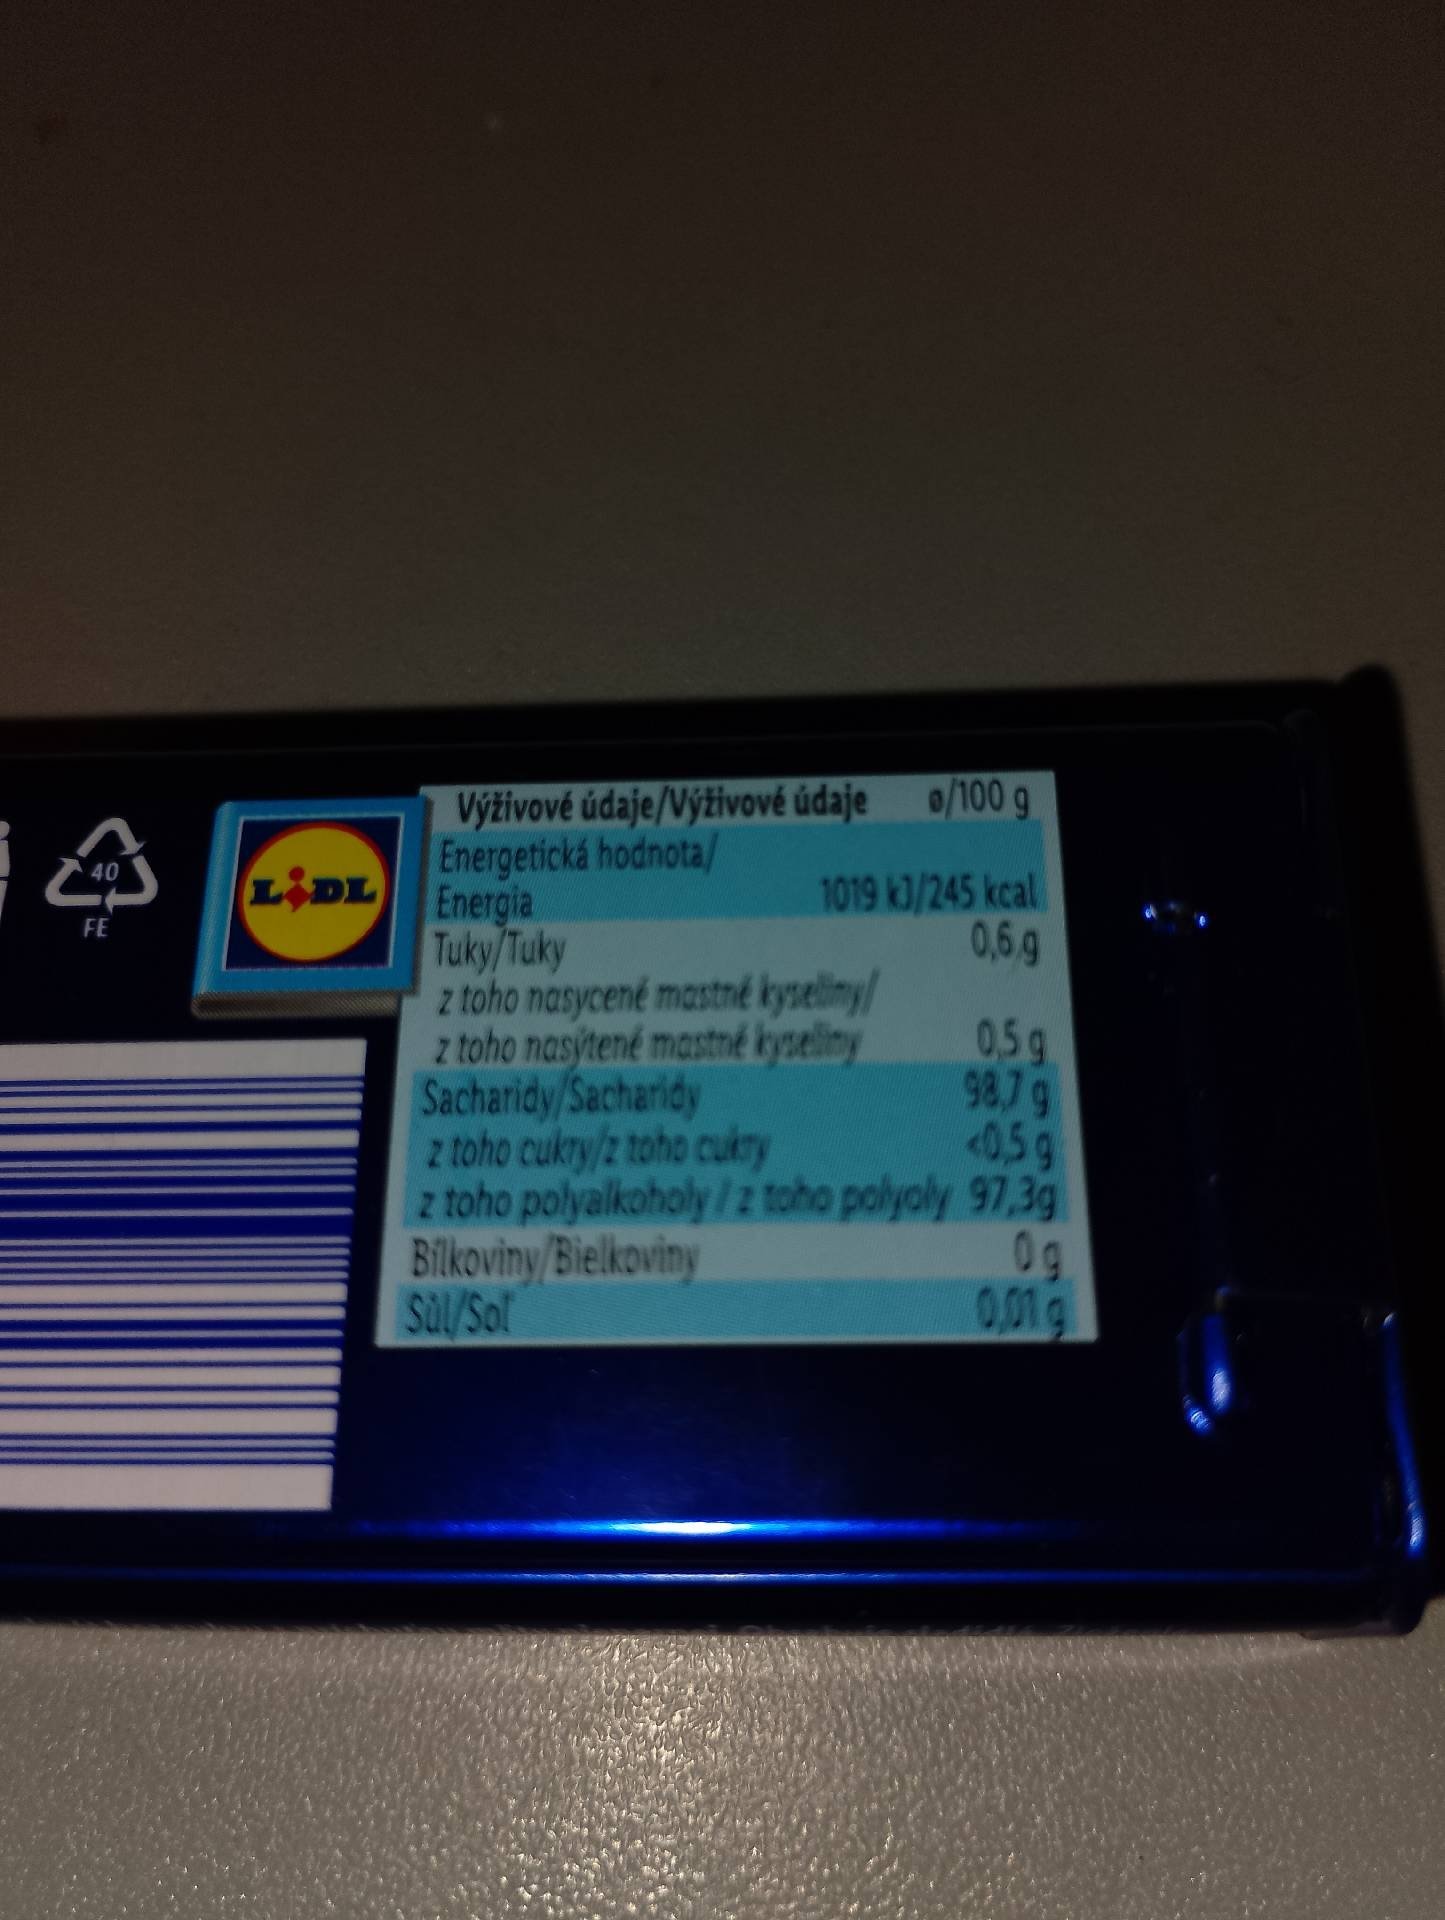 40
FE
LiDL
Výživové údaje/Výživové údaje ø/100 g
Energetická hodnota/
Energia 1019 kJ/245 kcal
Tuky/Tuky 0,6 g
z toho nasycené mastné kyseliny/
z toho nasýtené mastné kyseliny 0,5 g
Sacharidy/Sacharidy 98,7 g
z toho cukry/z toho cukry <0,5 g
z toho polyalkoholy / z toho polyoly 97,3g
Bílkoviny/Bielkoviny 0 g
Sůl/Soľ 0,01 g